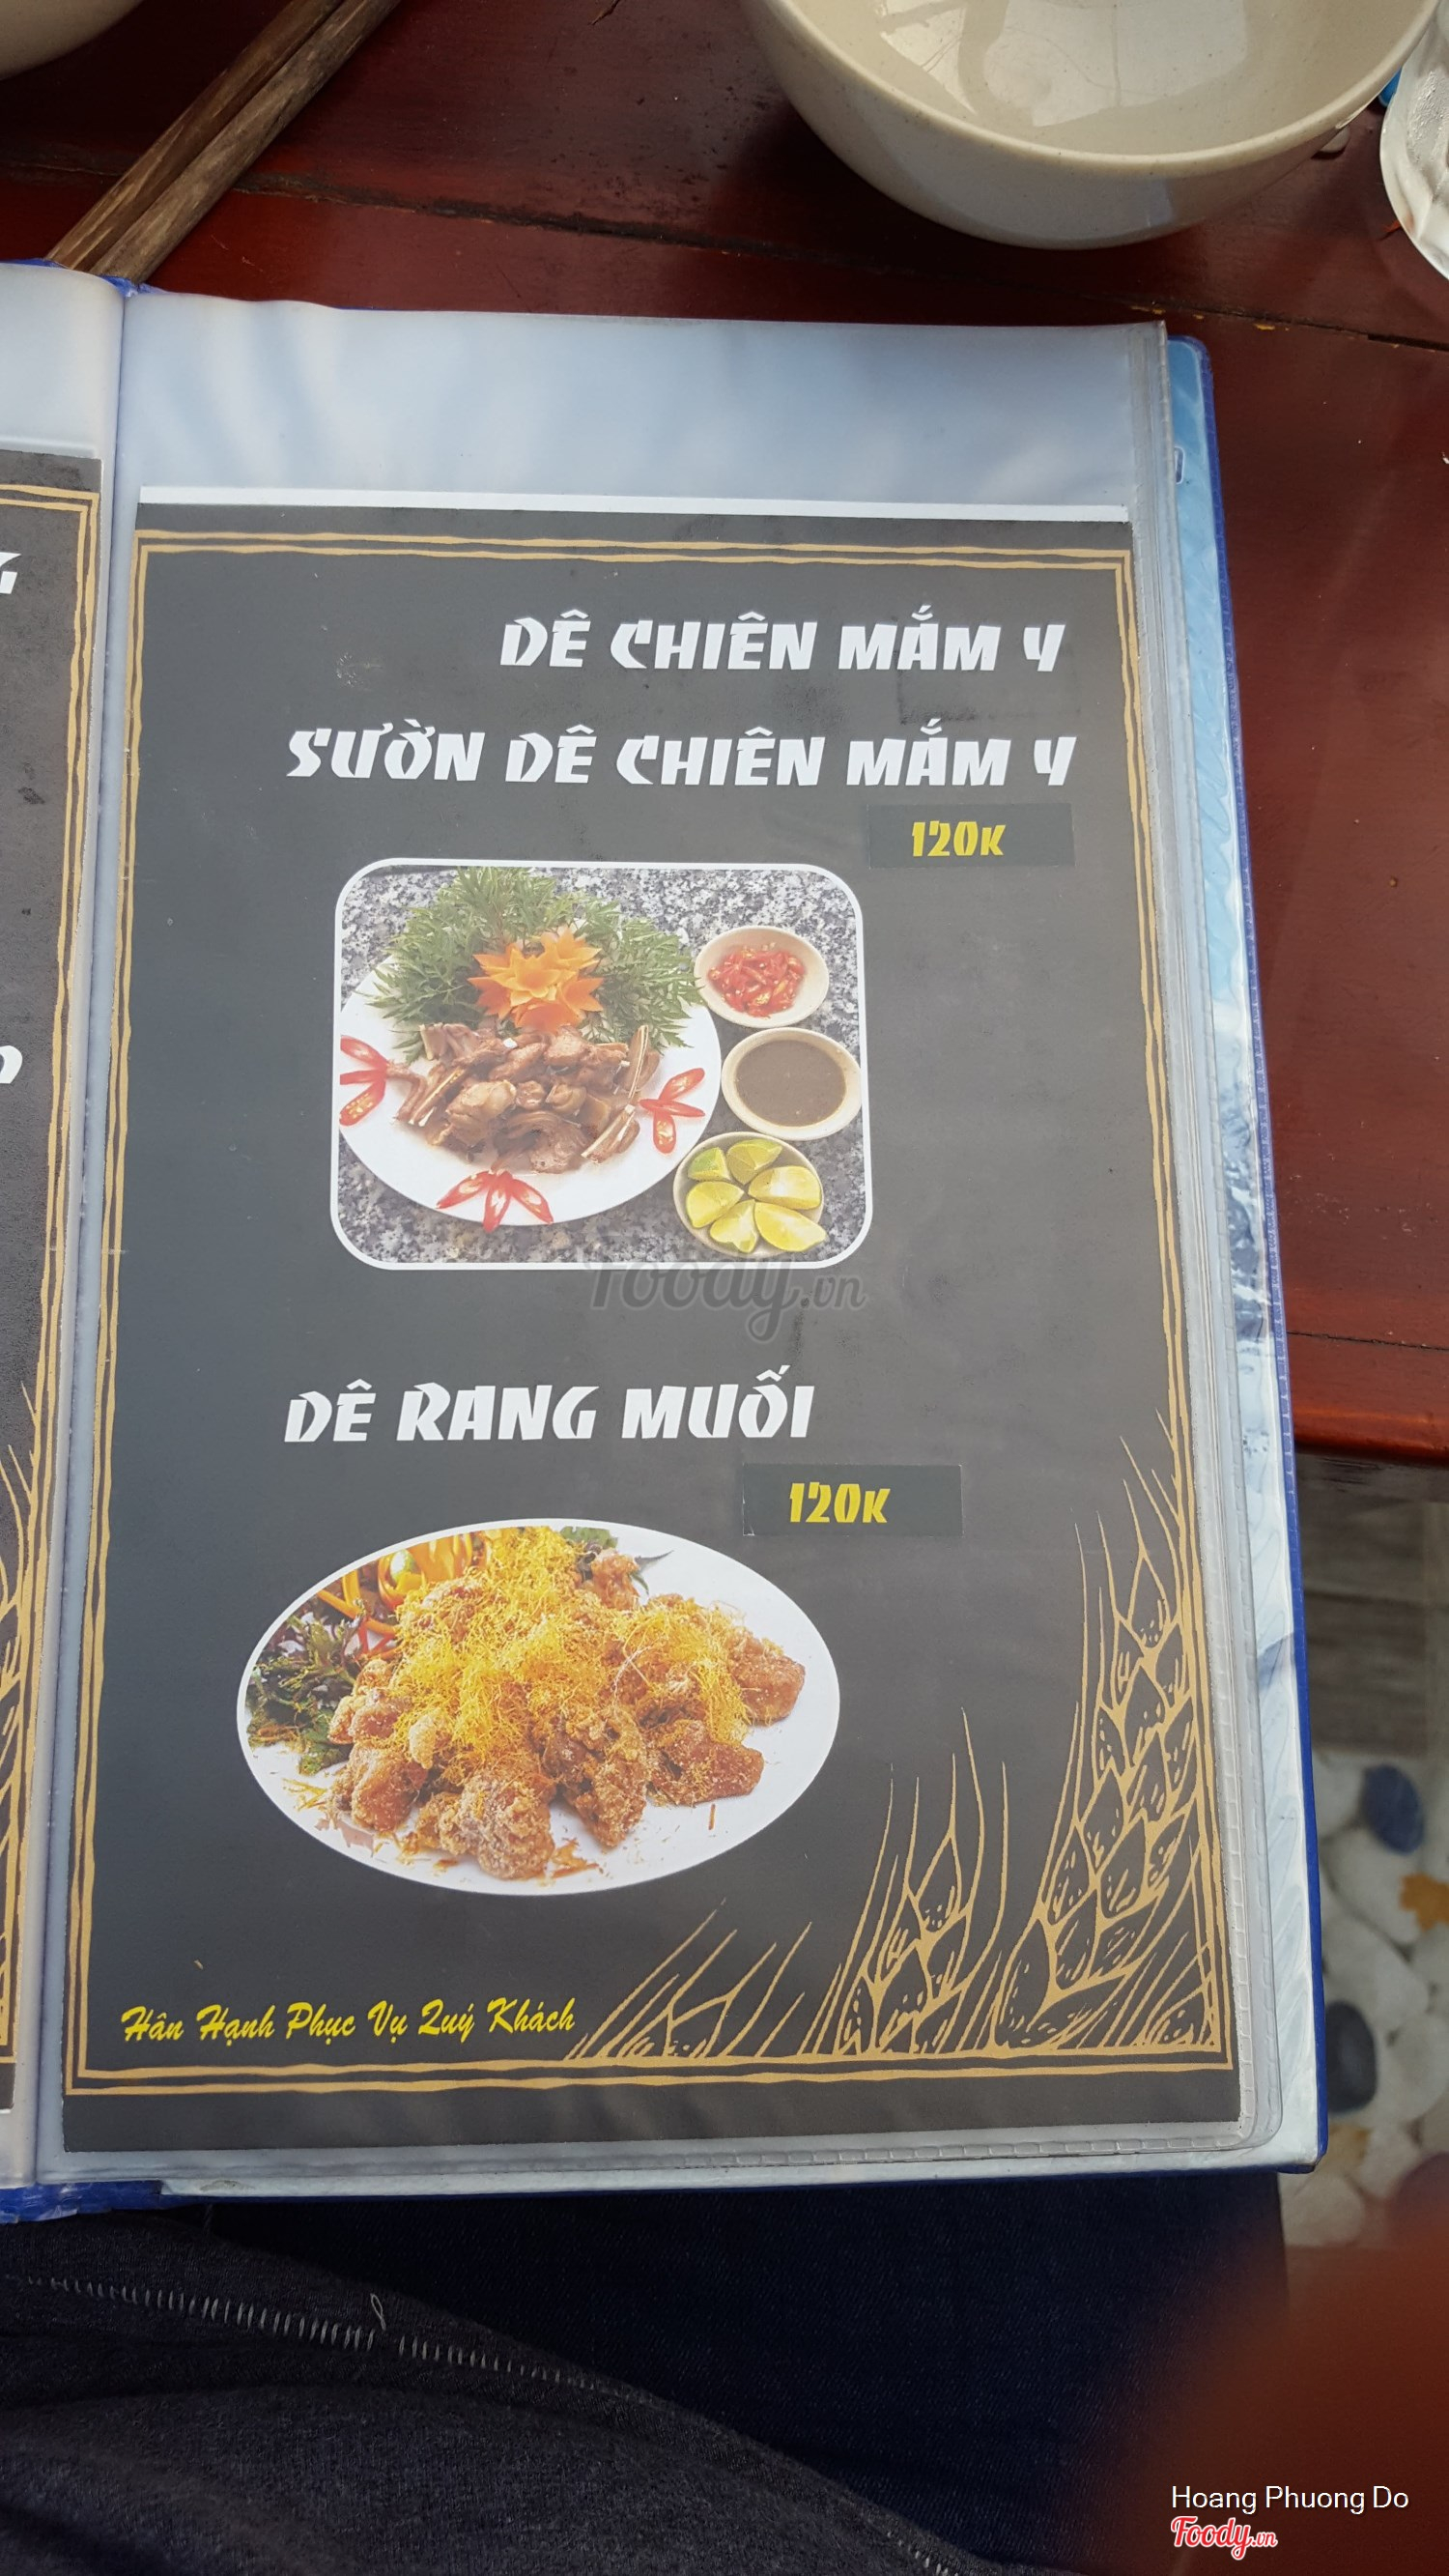 DÊ CHIÊN MẮM Y
SƯỜN DÊ CHIÊN MẮM Y
120K
Foody.vn
DÊ RANG MUỐI
120K
Hân Hạnh Phục Vụ Quý Khách
Hoang Phuong Do
Foody.vn